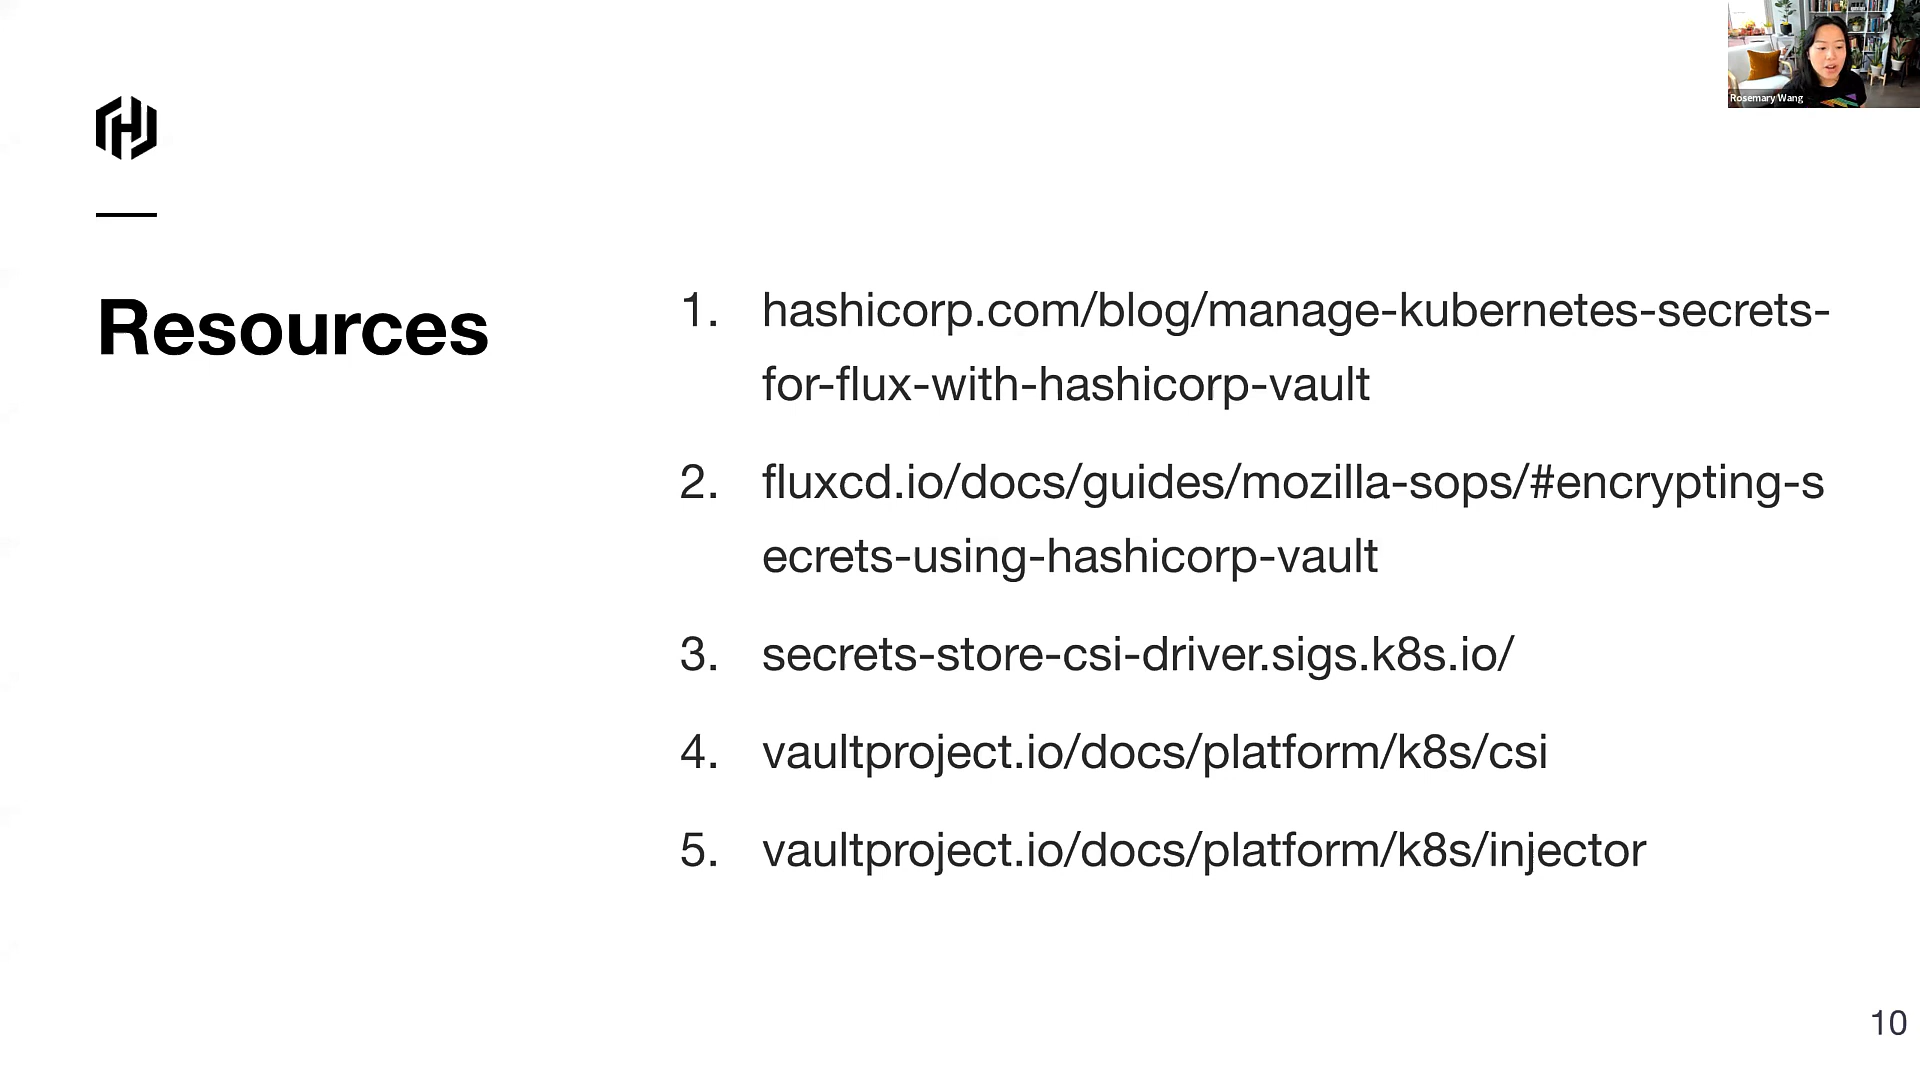 Rosemary Wang
Resources
1. hashicorp.com/blog/manage-kubernetes-secrets-
for-flux-with-hashicorp-vault
2. fluxcd.io/docs/guides/mozilla-sops/#encrypting-s
ecrets-using-hashicorp-vault
3. secrets-store-csi-driver.sigs.k8s.io/
4. vaultproject.io/docs/platform/k8s/csi
5. vaultproject.io/docs/platform/k8s/injector
10